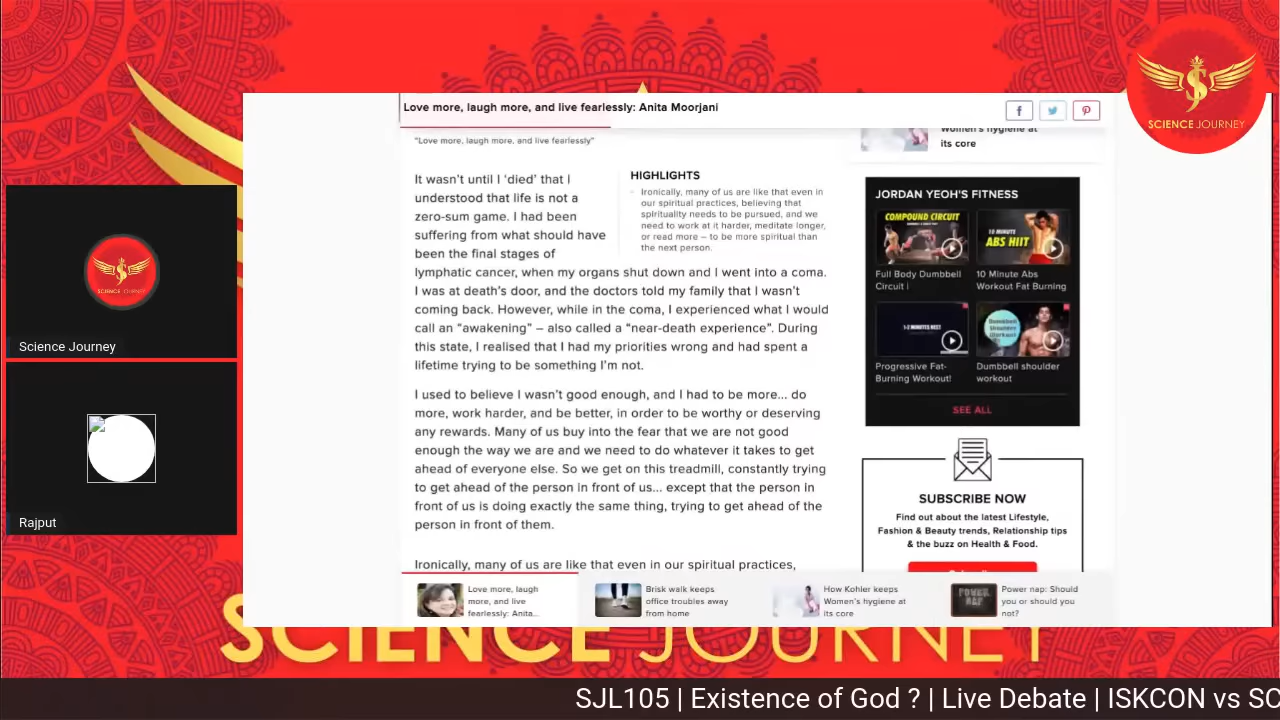 Love more, laugh more, and live fearlessly: Anita Moorjani
"Love more, laugh more, and live fearlessly"
It wasn't until I 'died' that I
understood that life is not a
zero-sum game. I had been
suffering from what should have
been the final stages of
lymphatic cancer, when my organs shut down and I went into a coma.
I was at death's door, and the doctors told my family that I wasn't
coming back. However, while in the coma, I experienced what I would
call an "awakening" – also called a "near-death experience". During
this state, I realised that I had my priorities wrong and had spent a
lifetime trying to be something I'm not.
HIGHLIGHTS
Ironically, many of us are like that even in
our spiritual practices, believing that
spirituality needs to be pursued, and we
need to work at it harder, meditate longer,
or read more – to be more spiritual than
the next person.
I used to believe I wasn't good enough, and I had to be more... do
more, work harder, and be better, in order to be worthy or deserving
any rewards. Many of us buy into the fear that we are not good
enough the way we are and we need to do whatever it takes to get
ahead of everyone else. So we get on this treadmill, constantly trying
to get ahead of the person in front of us... except that the person in
front of us is doing exactly the same thing, trying to get ahead of the
person in front of them.
Ironically, many of us are like that even in our spiritual practices,
Women's hygiene at
its core
JORDAN YEOH'S FITNESS
COMPOUND CIRCUIT
10 MINUTE
ABS HIIT
Full Body Dumbbell
Circuit |
10 Minute Abs
Workout Fat Burning
1-2 MINUTES REST
Dumbbell
Shoulder
Workout
Progressive Fat-
Burning Workout!
Dumbbell shoulder
workout
SEE ALL
SUBSCRIBE NOW
Find out about the latest Lifestyle,
Fashion & Beauty trends, Relationship tips
& the buzz on Health & Food.
Love more, laugh
more, and live
fearlessly: Anita...
Brisk walk keeps
office troubles away
from home
How Kohler keeps
Women's hygiene at
its core
POWER
NAP
Power nap: Should
you or should you
not?
SCIENCE JOURNEY
SCIENCE JOURNEY
Science Journey
Rajput
SCIENCE JOURNEY
SJL105 | Existence of God ? | Live Debate | ISKCON vs SC